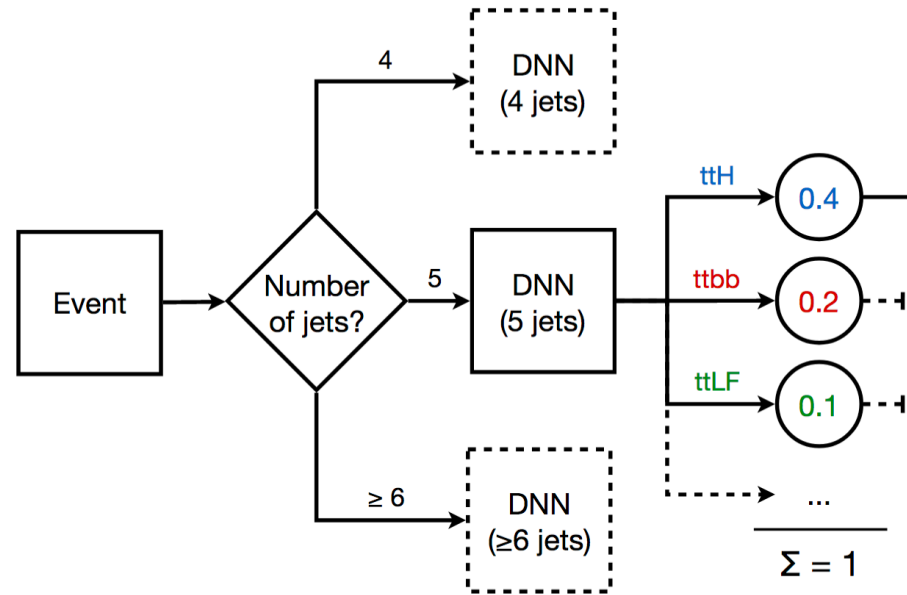 4
DNN
(4 jets)
ttH
0.4
Event
Number
of jets?
5
DNN
(5 jets)
ttbb
0.2
ttLF
0.1
≥ 6
DNN
(≥6 jets)
...
Σ = 1